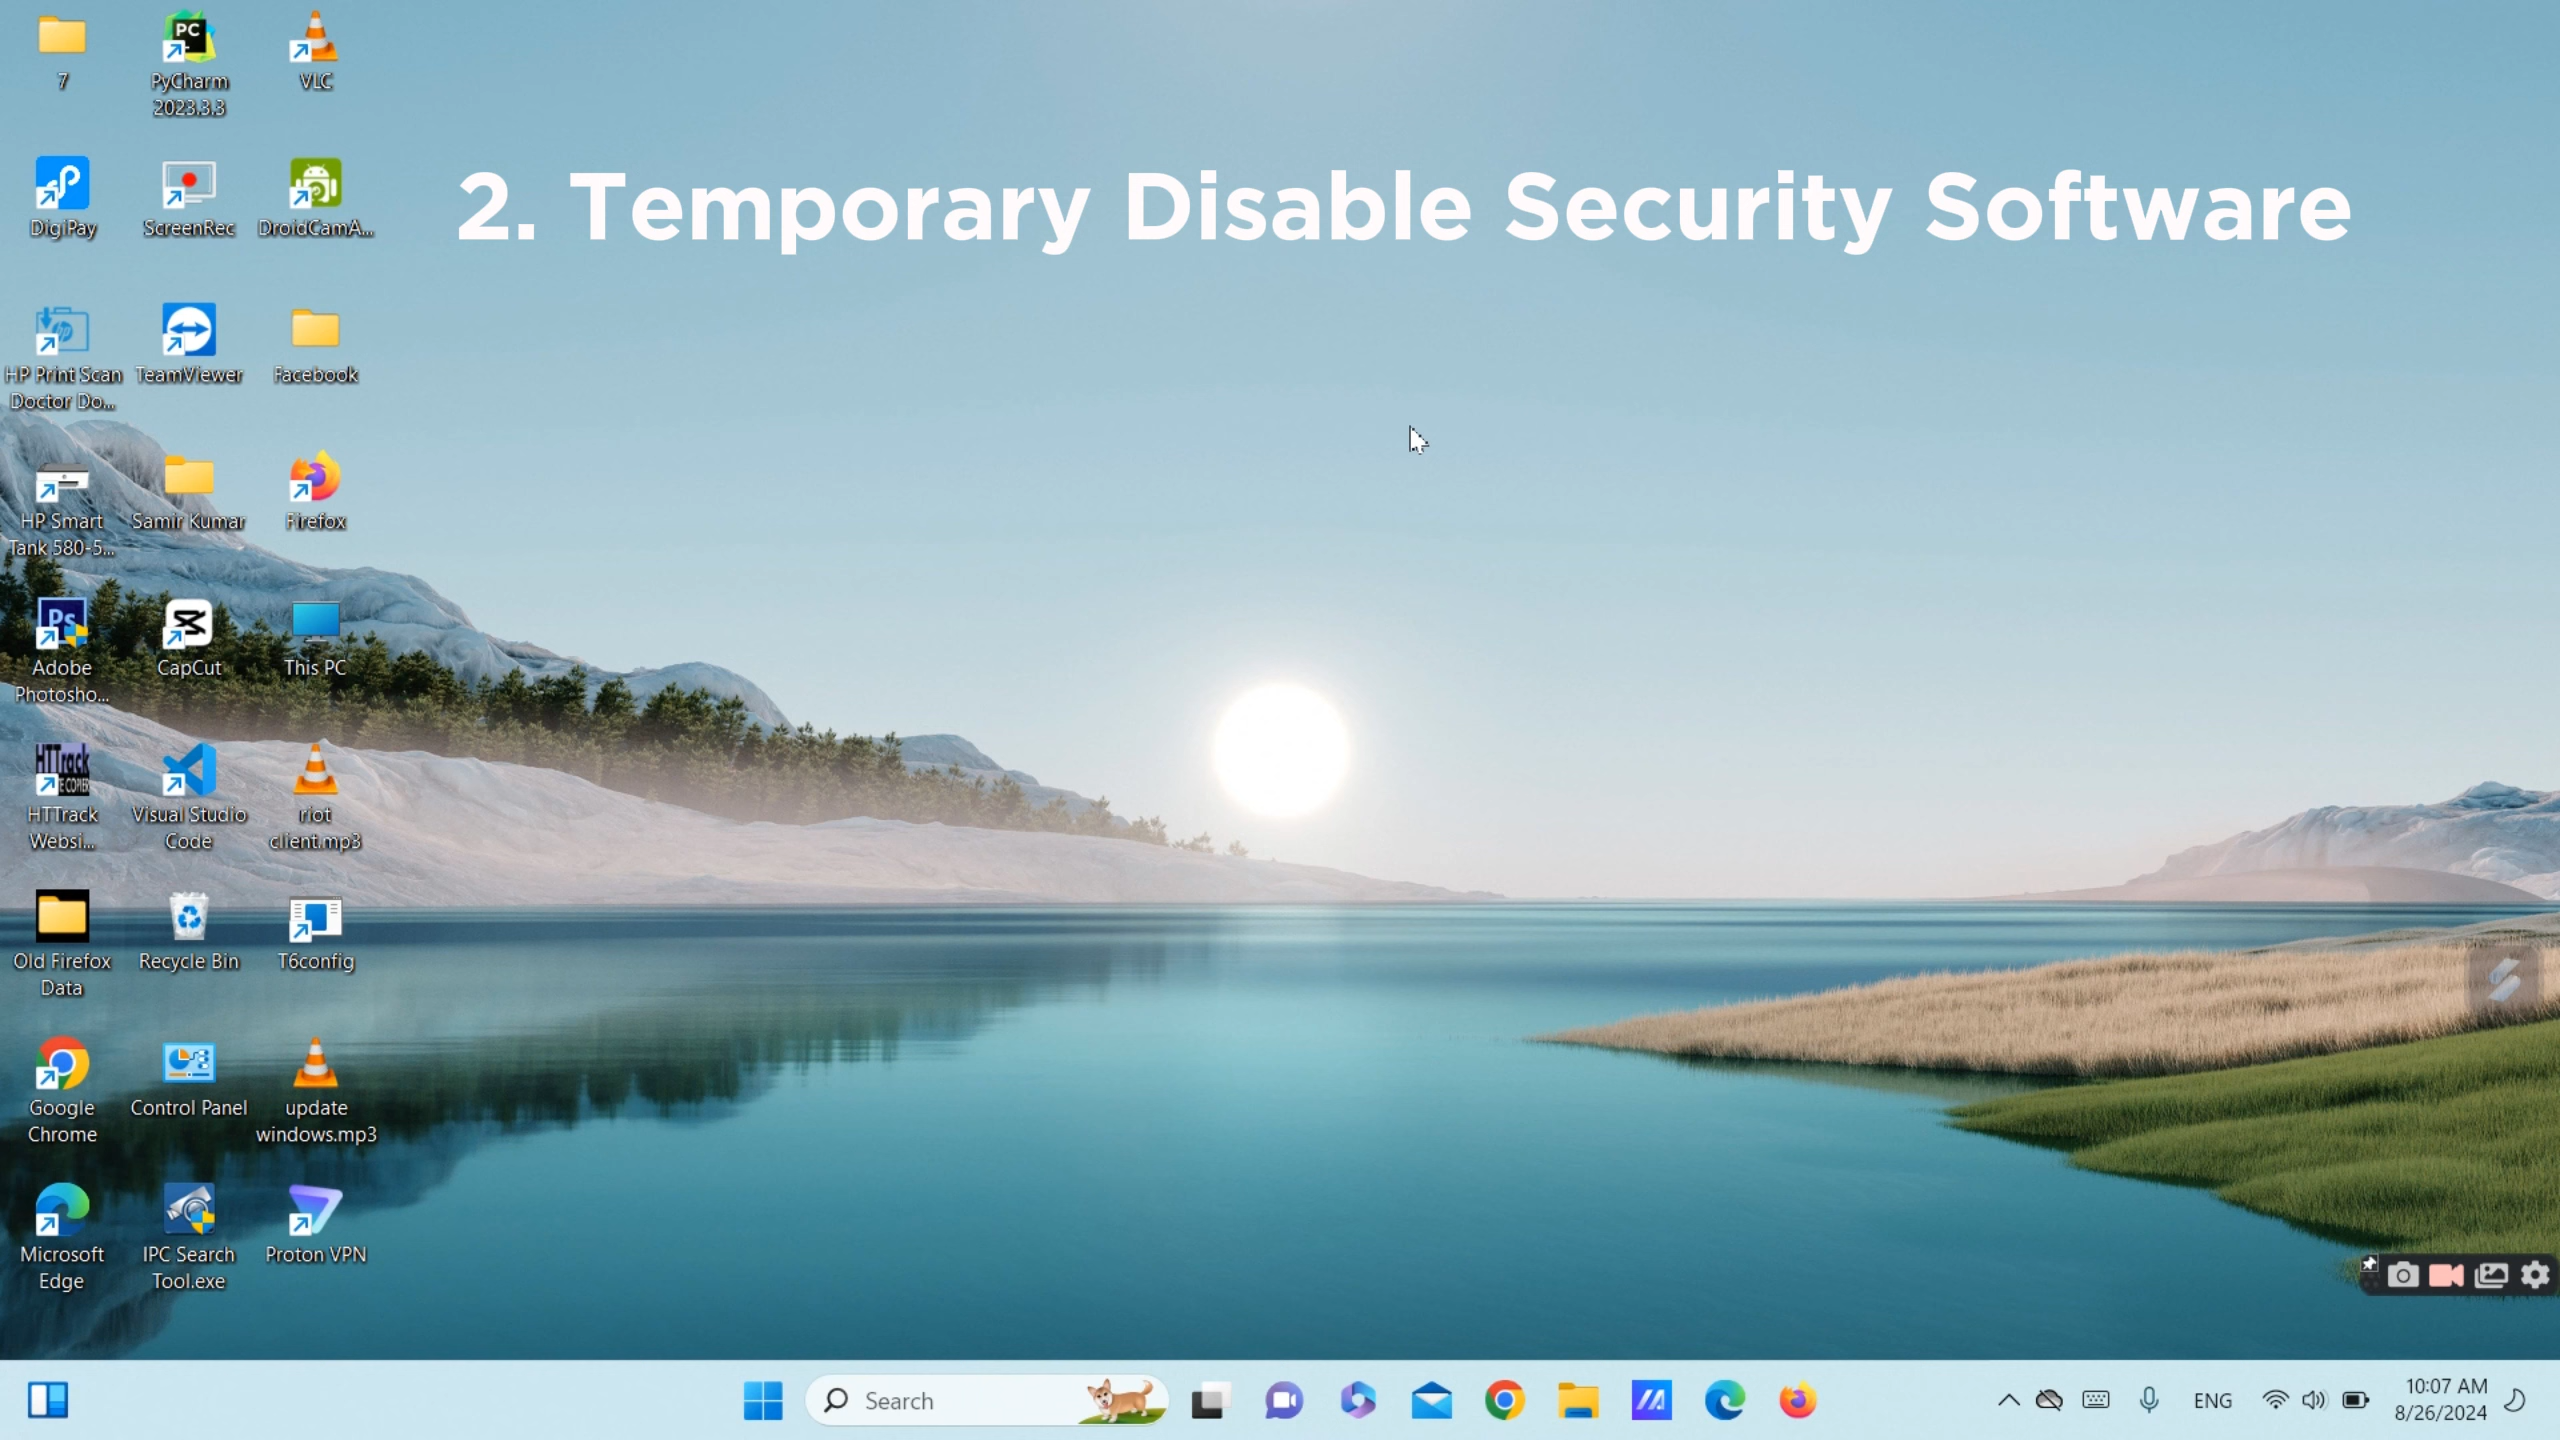 2. Temporary Disable Security Software
7
PyCharm
2023.3.3
VLC
DigiPay
ScreenRec
DroidCamA...
HP Print Scan
Doctor Do...
TeamViewer
Facebook
HP Smart
Tank 580-5...
Samir Kumar
Firefox
Adobe
Photosho...
CapCut
This PC
HTTrack
Websi...
Visual Studio
Code
riot
client.mp3
Old Firefox
Data
Recycle Bin
T6config
Google
Chrome
Control Panel
update
windows.mp3
Microsoft
Edge
IPC Search
Tool.exe
Proton VPN
PC
Ps
HTTrack
Search
ENG
10:07 AM
8/26/2024